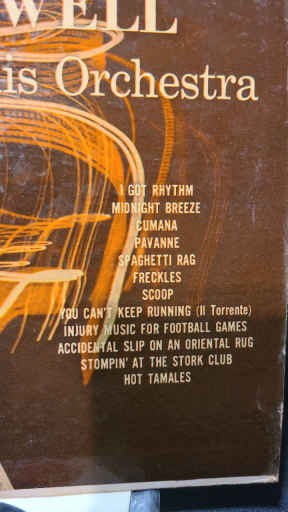 WELL
is Orchestra
I GOT RHYTHM
MIDNIGHT BREEZE
CUMANA
PAVANNE
SPAGHETTI RAG
FRECKLES
SCOOP
YOU CAN'T KEEP RUNNING (Il Torrente)
INJURY MUSIC FOR FOOTBALL GAMES
ACCIDENTAL SLIP ON AN ORIENTAL RUG
STOMPIN' AT THE STORK CLUB
HOT TAMALES